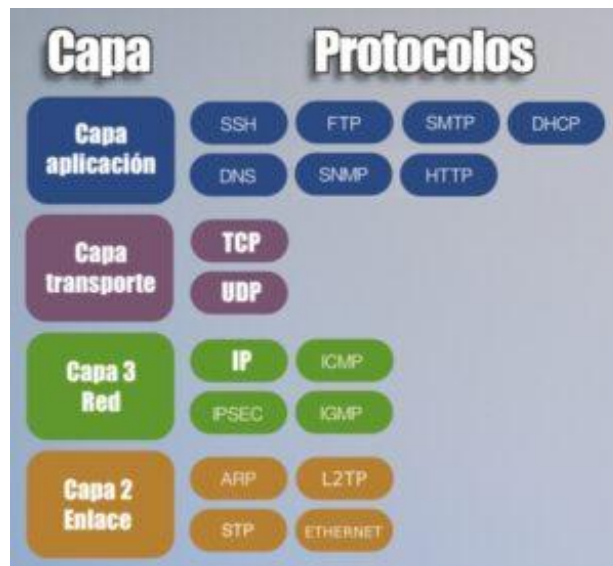 Capa Protocolos
Capa
aplicación
SSH FTP SMTP DHCP
DNS SNMP HTTP
Capa
transporte
TCP
UDP
Capa 3
Red
IP ICMP
IPSEC IGMP
Capa 2
Enlace
ARP L2TP
STP ETHERNET